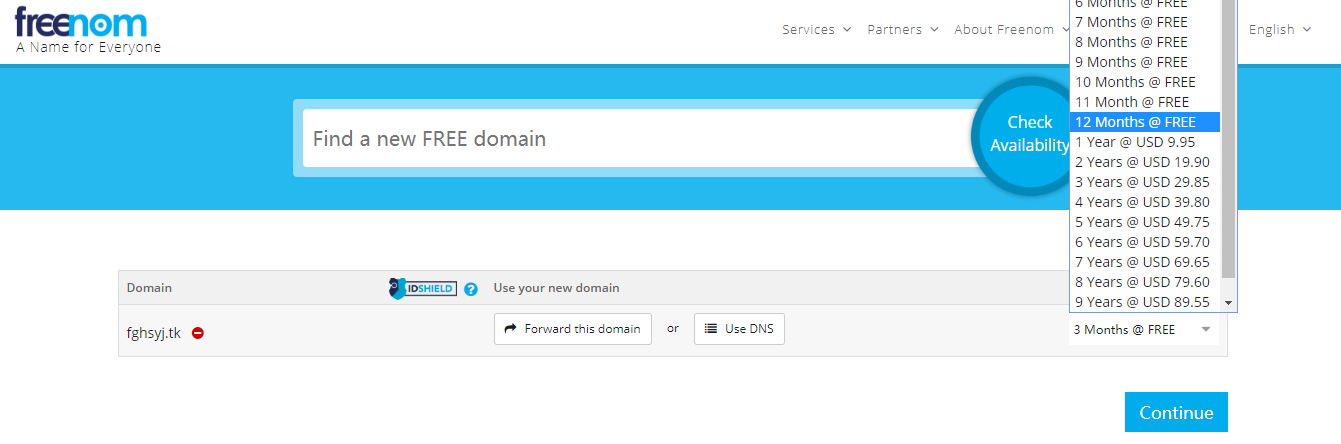 freenom
A Name for Everyone
Services
Partners
About Freenom
English
6 Months @ FREE
7 Months @ FREE
8 Months @ FREE
9 Months @ FREE
10 Months @ FREE
11 Month @ FREE
12 Months @ FREE
1 Year @ USD 9.95
2 Years @ USD 19.90
3 Years @ USD 29.85
4 Years @ USD 39.80
5 Years @ USD 49.75
6 Years @ USD 59.70
7 Years @ USD 69.65
8 Years @ USD 79.60
9 Years @ USD 89.55
Find a new FREE domain
Check
Availability
Domain
IDSHIELD
?
Use your new domain
fghsyj.tk
Forward this domain
or
Use DNS
3 Months @ FREE
Continue